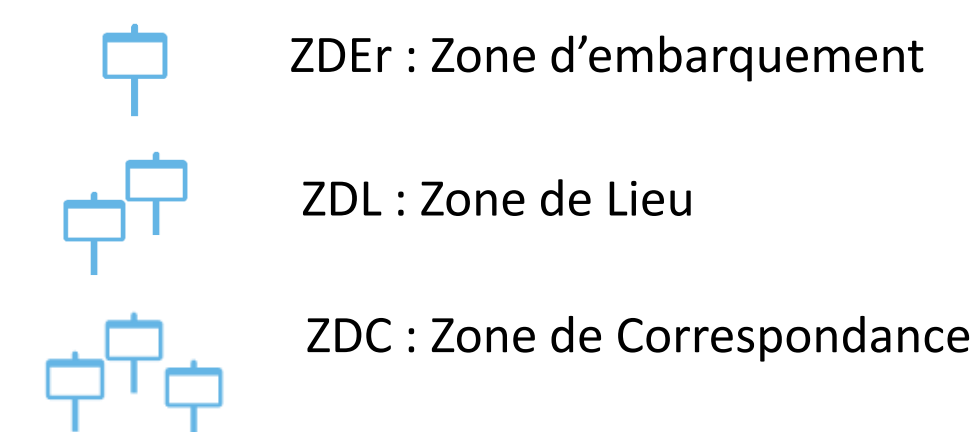 ZDEr : Zone d’embarquement
ZDL : Zone de Lieu
ZDC : Zone de Correspondance